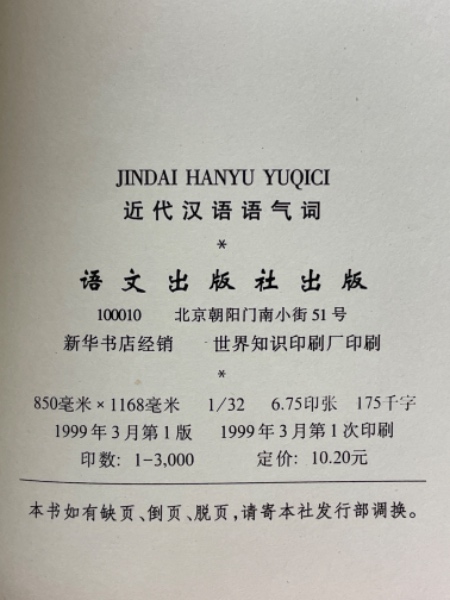 JINDAI HANYU YUQICI
近代汉语语气词
*
语文出版社出版
100010 北京朝阳门南小街51号
新华书店经销 世界知识印刷厂印刷
*
850毫米×1168毫米 1/32 6.75印张 175千字
1999年3月第1版 1999年3月第1次印刷
印数: 1-3,000 定价: 10.20元
本书如有缺页、倒页、脱页,请寄本社发行部调换。